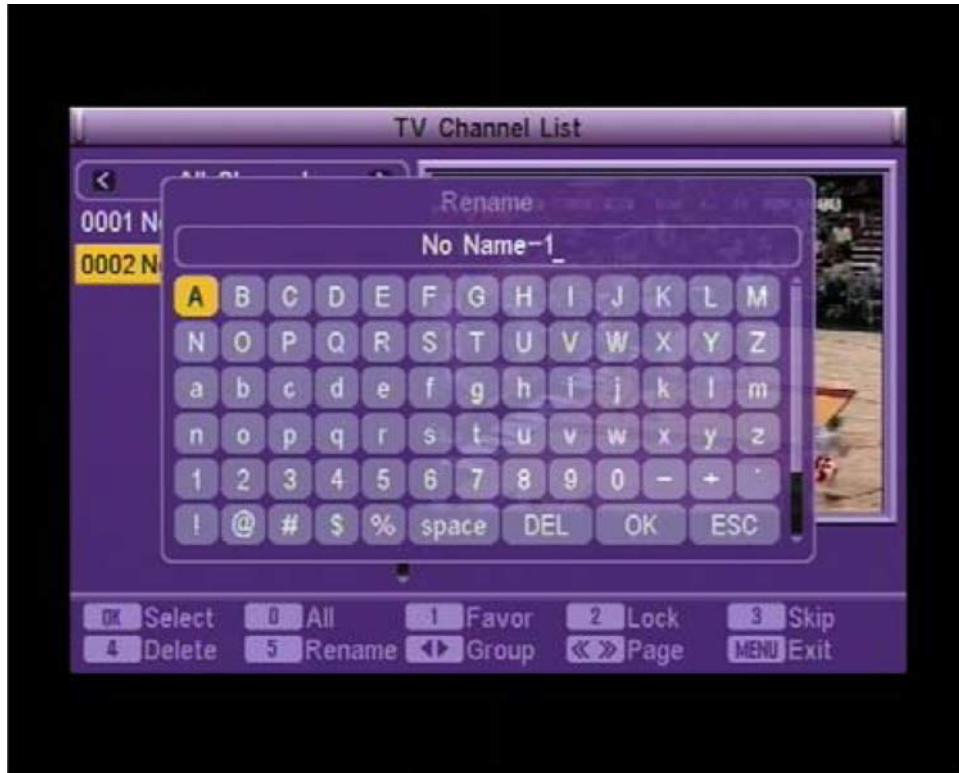 TV Channel List
Rename
0001 N
No Name-1_
0002 N
A B C D E F G H I J K L M
N O P Q R S T U V W X Y Z
a b c d e f g h i j k l m
n o p q r s t u v w x y z
1 2 3 4 5 6 7 8 9 0 - +
! @ # $ % space DEL OK ESC
OK Select 0 All 1 Favor 2 Lock 3 Skip
4 Delete 5 Rename ◀▶ Group ≪ ≫ Page MENU Exit